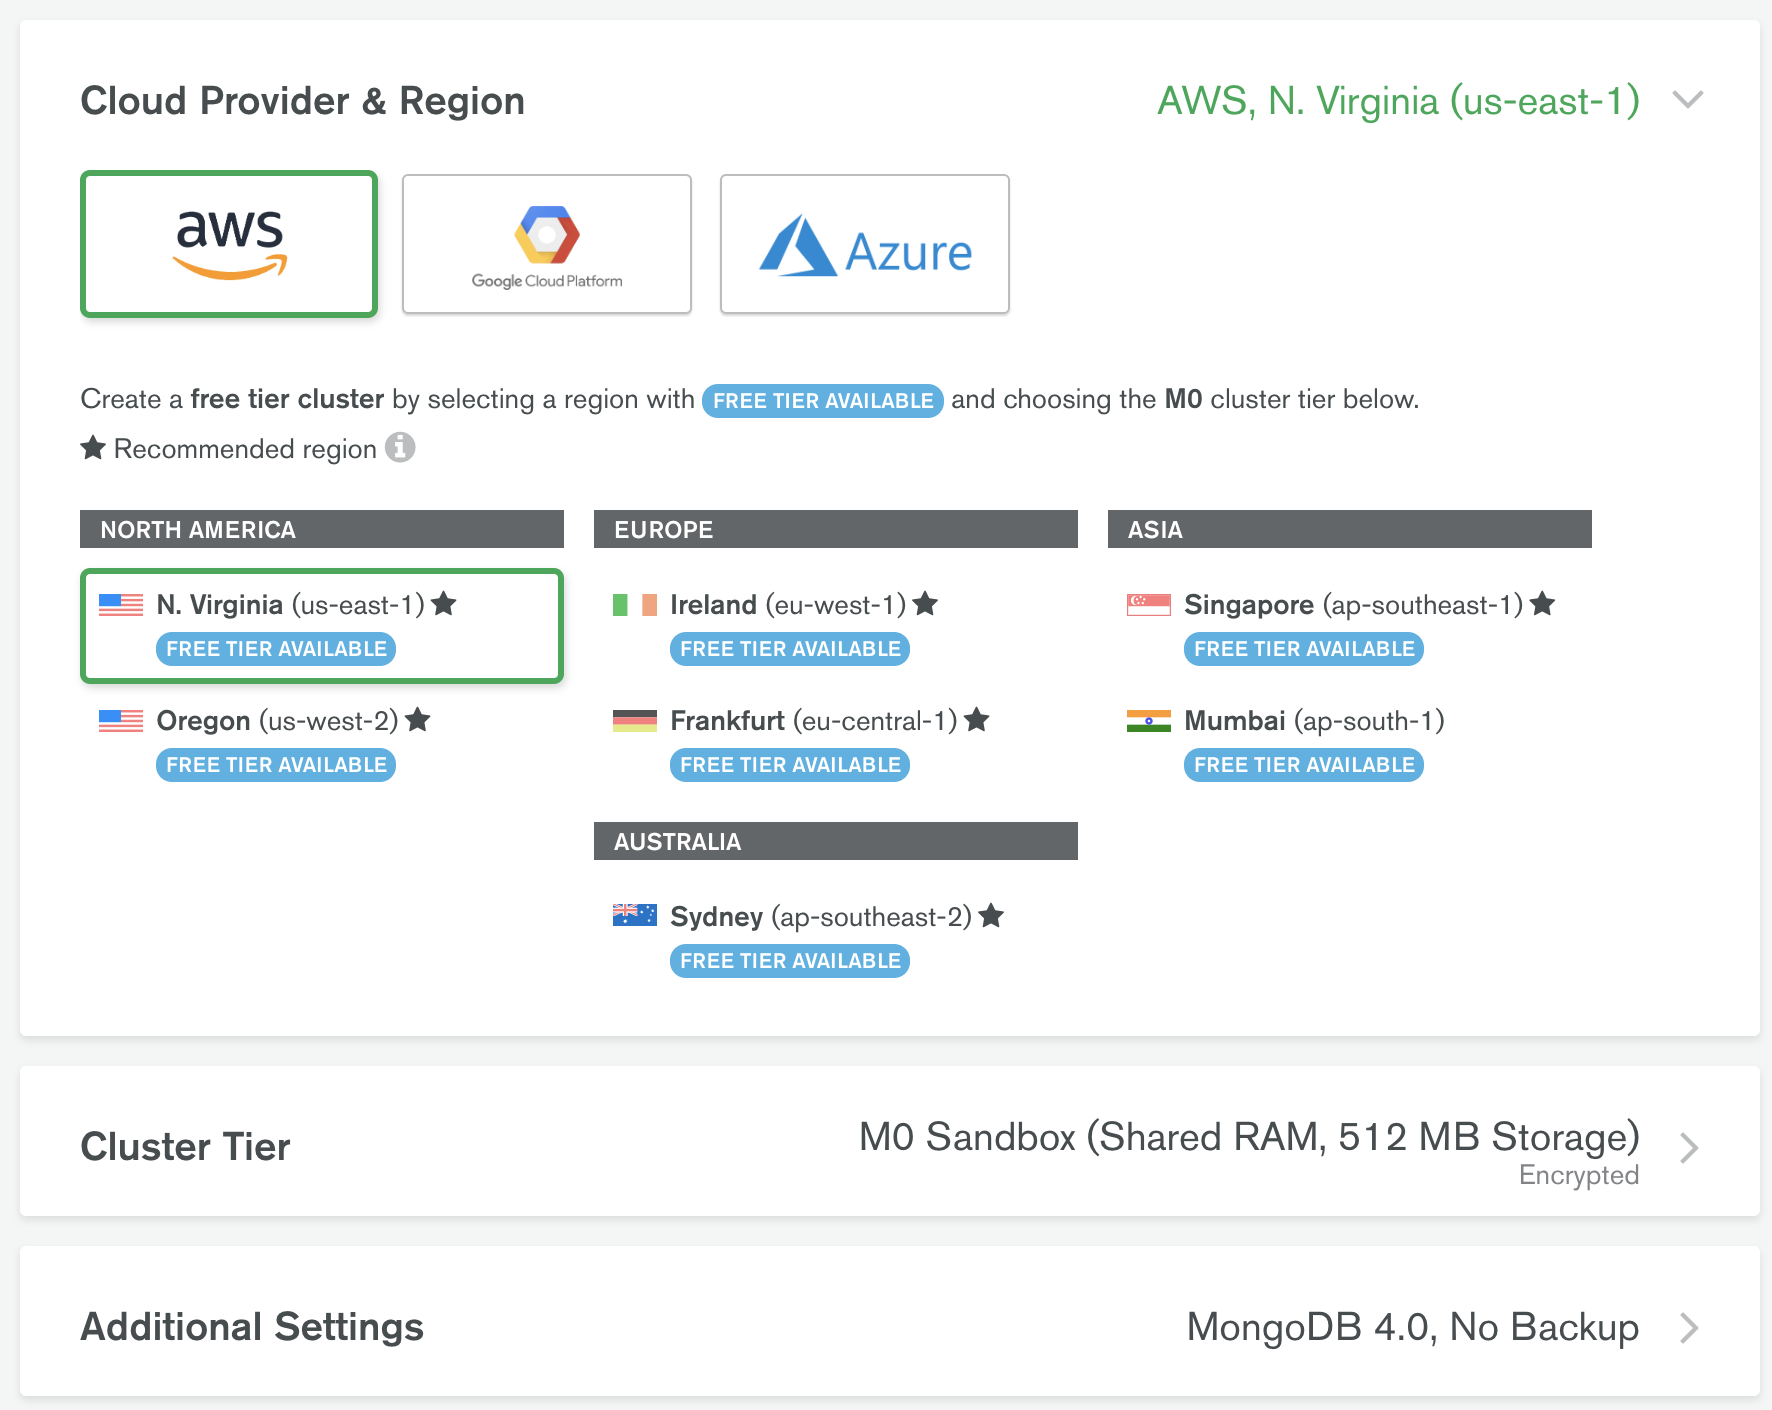 Cloud Provider & Region
AWS, N. Virginia (us-east-1)
aws
Google Cloud Platform
Azure
Create a free tier cluster by selecting a region with FREE TIER AVAILABLE and choosing the M0 cluster tier below.
★ Recommended region i
NORTH AMERICA
N. Virginia (us-east-1) ★
FREE TIER AVAILABLE
Oregon (us-west-2) ★
FREE TIER AVAILABLE
EUROPE
Ireland (eu-west-1) ★
FREE TIER AVAILABLE
Frankfurt (eu-central-1) ★
FREE TIER AVAILABLE
AUSTRALIA
Sydney (ap-southeast-2) ★
FREE TIER AVAILABLE
ASIA
Singapore (ap-southeast-1) ★
FREE TIER AVAILABLE
Mumbai (ap-south-1)
FREE TIER AVAILABLE
Cluster Tier
M0 Sandbox (Shared RAM, 512 MB Storage)
Encrypted
Additional Settings
MongoDB 4.0, No Backup